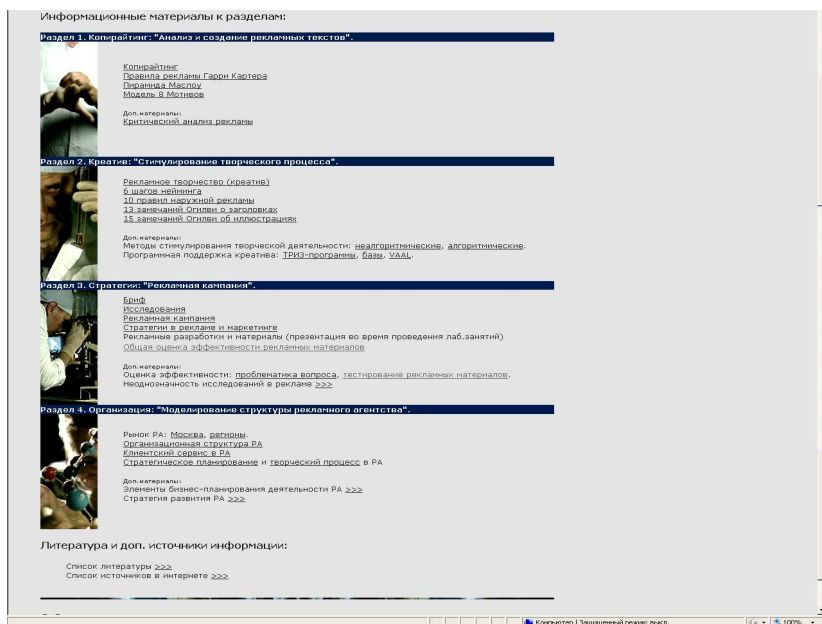 Информационные материалы к разделам:
Раздел 1. Копирайтинг: "Анализ и создание рекламных текстов".
Копирайтинг
Правила рекламы Гарри Картера
Пирамида Маслоу
Модель 8 Мотивов
Доп.материалы:
Критический анализ рекламы
Раздел 2. Креатив: "Стимулирование творческого процесса".
Рекламное творчество (креатив)
6 шагов нейминга
10 правил наружной рекламы
13 замечаний Огилви о заголовках
15 замечаний Огилви об иллюстрациях
Доп.материалы:
Методы стимулирования творческой деятельности: неалгоритмические, алгоритмические.
Программная поддержка креатива: ТРИЗ-программы, базы, VAAL.
Раздел 3. Стратегии: "Рекламная кампания".
Бриф
Исследования
Рекламная кампания
Стратегии в рекламе и маркетинге
Рекламные разработки и материалы (презентация во время проведения лаб.занятий)
Общая оценка эффективности рекламных материалов
Доп.материалы:
Оценка эффективности: проблематика вопроса, тестирование рекламных материалов.
Неоднозначность исследований в рекламе >>>
Раздел 4. Организация: "Моделирование структуры рекламного агентства".
Рынок РА: Москва, регионы.
Организационная структура РА
Клиентский сервис в РА
Стратегическое планирование и творческий процесс в РА
Доп.материалы:
Элементы бизнес-планирования деятельности РА >>>
Стратегия развития РА >>>
Литература и доп. источники информации:
Список литературы >>>
Список источников в интернете >>>
Компьютер | Защищенный режим: выкл.
100%